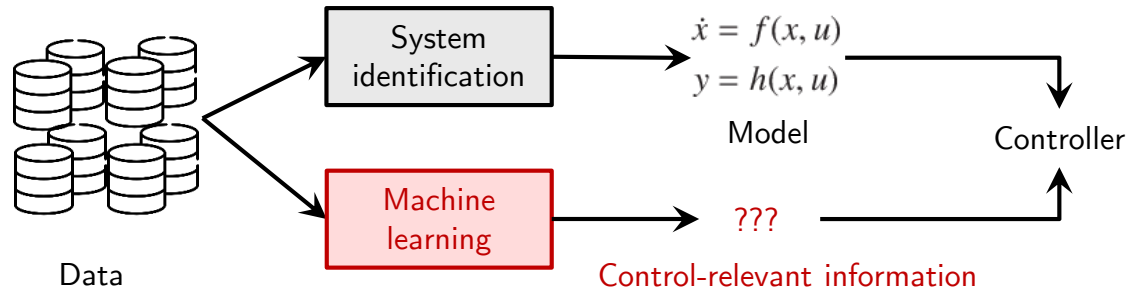 System
identification
ẋ = f(x, u)
y = h(x, u)
Model
Controller
Machine
learning
???
Data
Control-relevant information